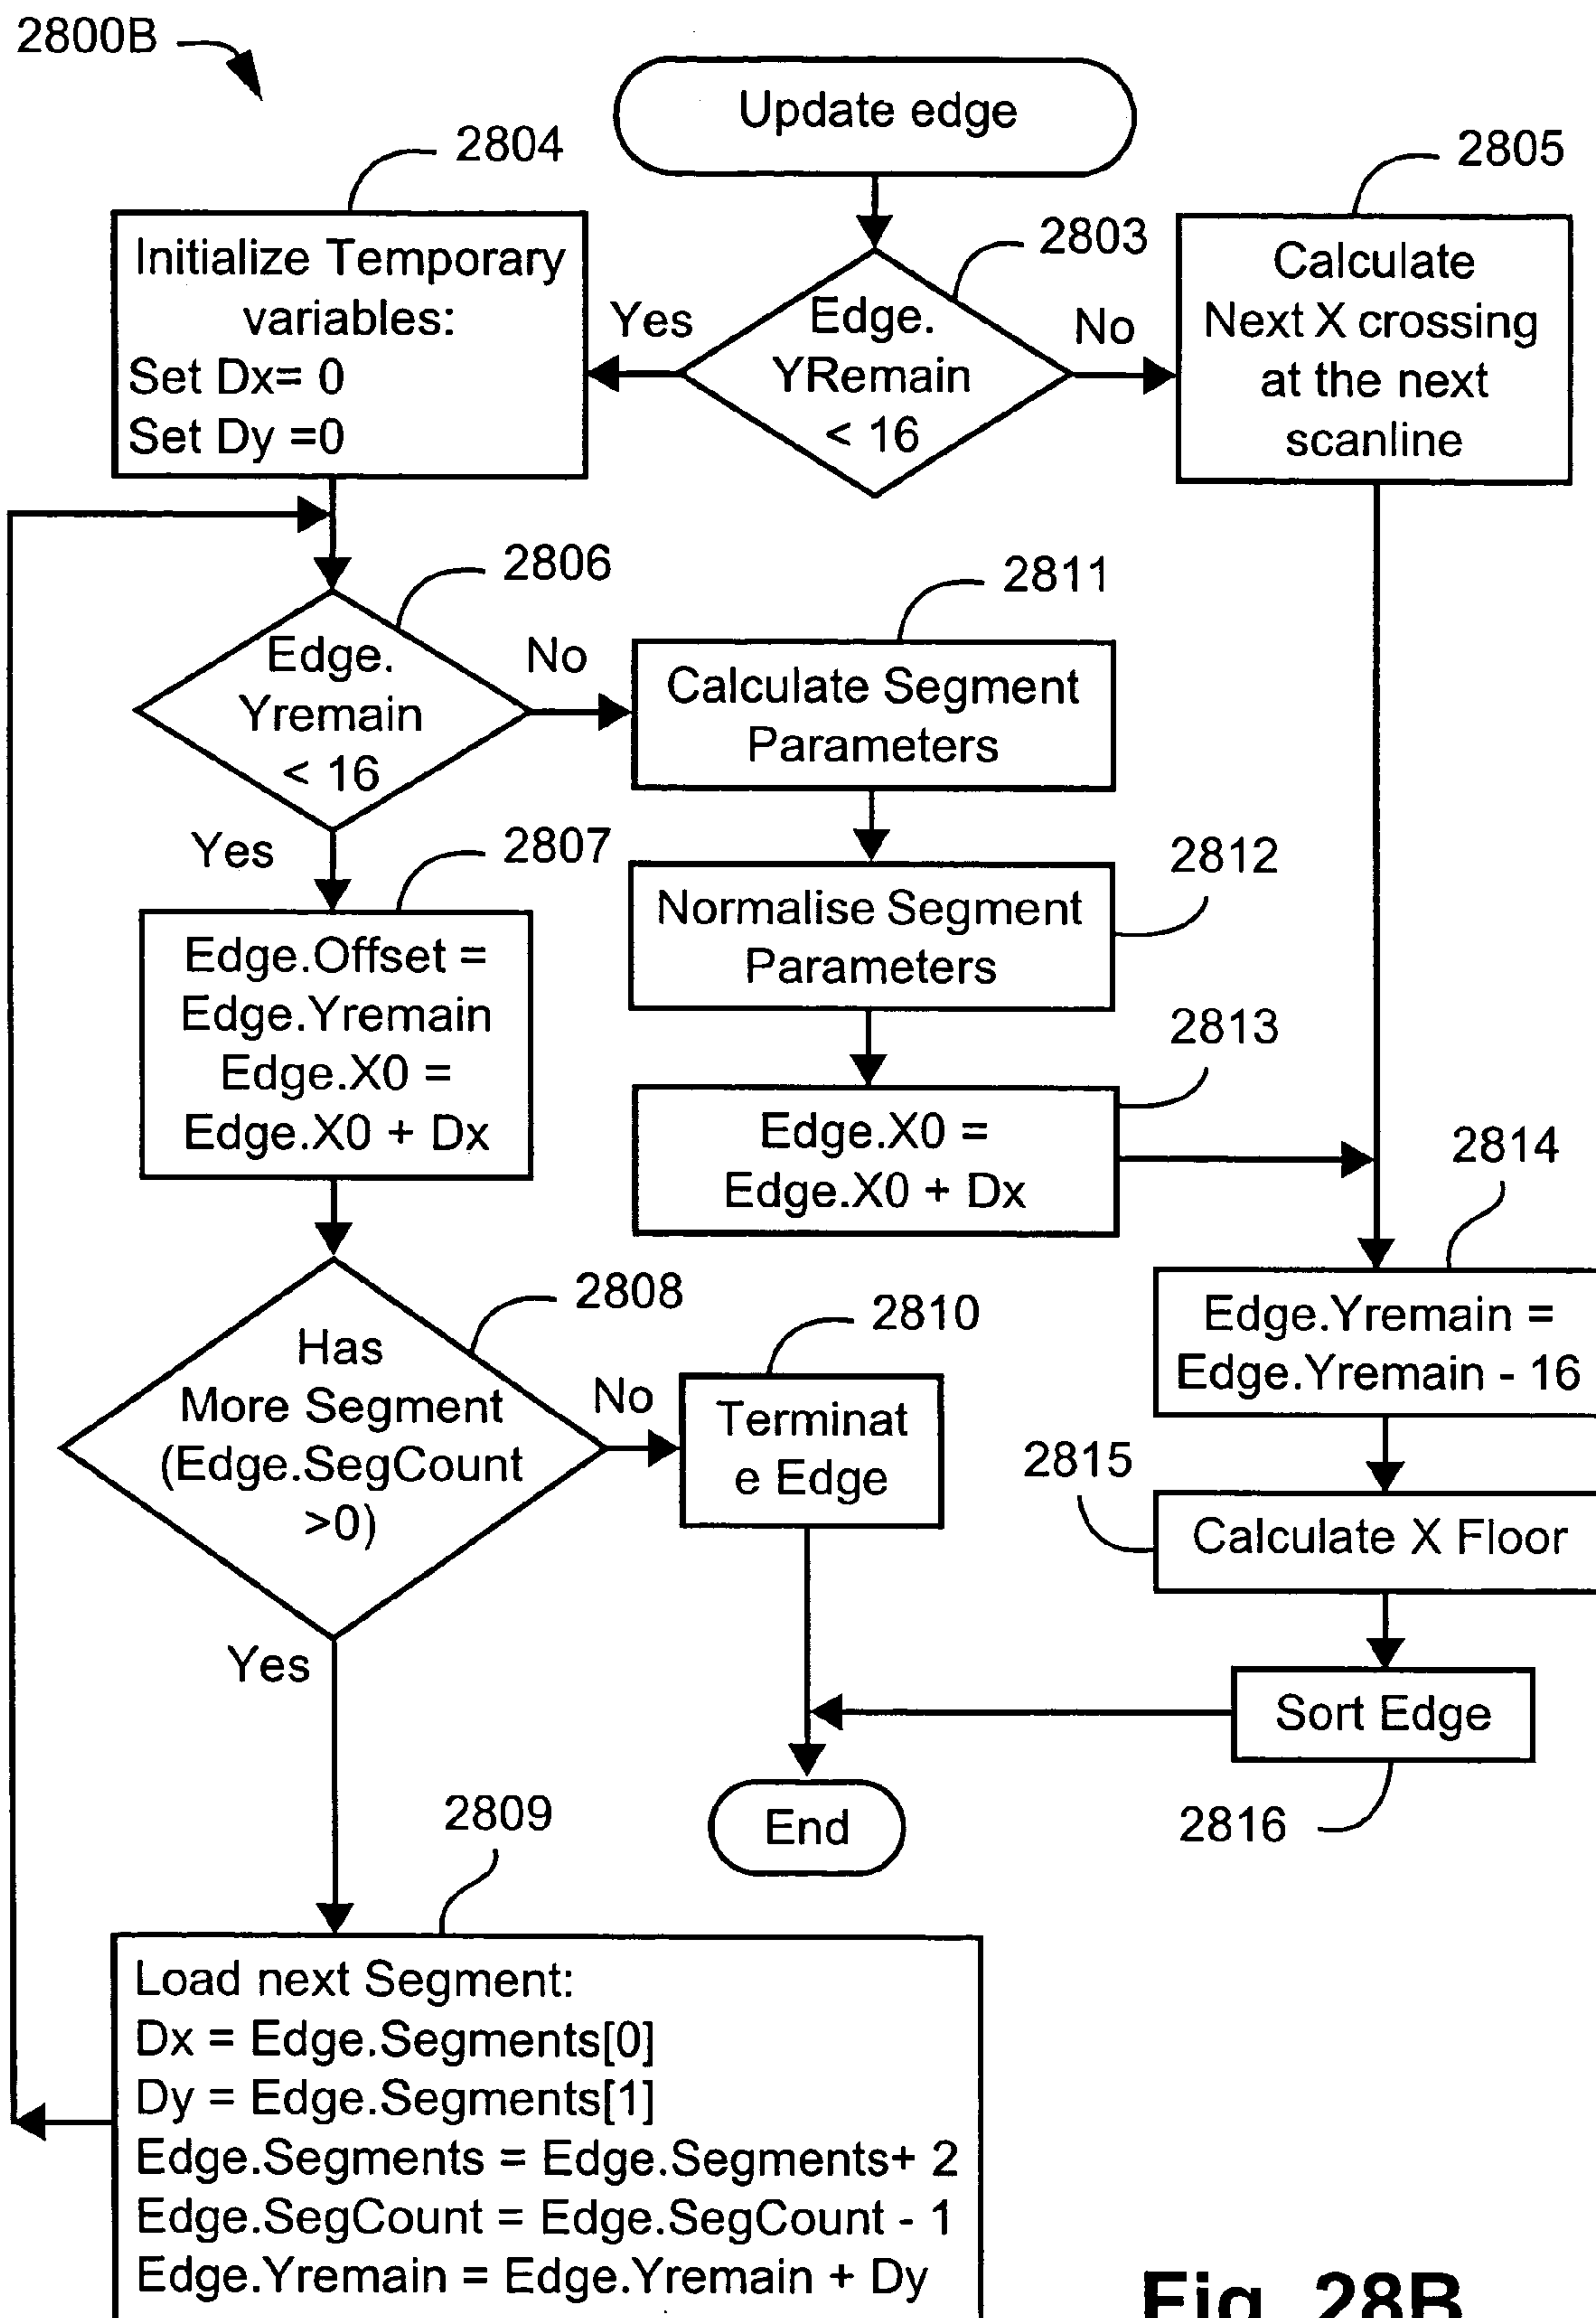 2800B
Update edge
2804
Initialize Temporary
variables:
Set Dx= 0
Set Dy =0
2803
Edge.
YRemain
< 16
Yes
No
2805
Calculate
Next X crossing
at the next
scanline
2806
Edge.
Yremain
< 16
No
Yes
2811
Calculate Segment
Parameters
2807
Edge.Offset =
Edge.Yremain
Edge.X0 =
Edge.X0 + Dx
2812
Normalise Segment
Parameters
2813
Edge.X0 =
Edge.X0 + Dx
2814
Edge.Yremain =
Edge.Yremain - 16
2808
Has
More Segment
(Edge.SegCount
>0)
No
Yes
2810
Terminat
e Edge
2815
Calculate X Floor
Sort Edge
2816
End
2809
Load next Segment:
Dx = Edge.Segments[0]
Dy = Edge.Segments[1]
Edge.Segments = Edge.Segments+ 2
Edge.SegCount = Edge.SegCount - 1
Edge.Yremain = Edge.Yremain + Dy
Fig. 28B